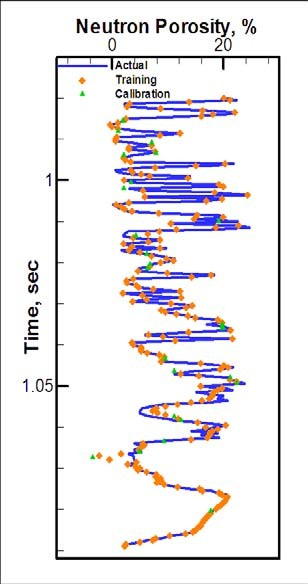 Neutron Porosity, %
0 20
Actual
Training
Calibration
1
Time, sec
1.05